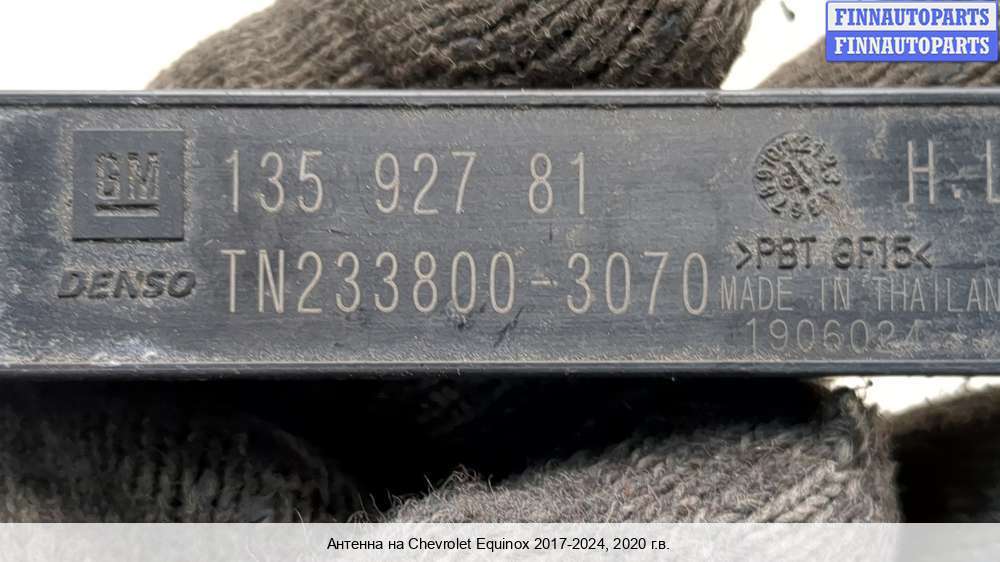 FINNAUTOPARTS
FINNAUTOPARTS
GM
135 927 81
H.L
DENSO
TN233800-3070
>PBT GF15<
MADE IN THAILAN
1906024
Антенна на Chevrolet Equinox 2017-2024, 2020 г.в.